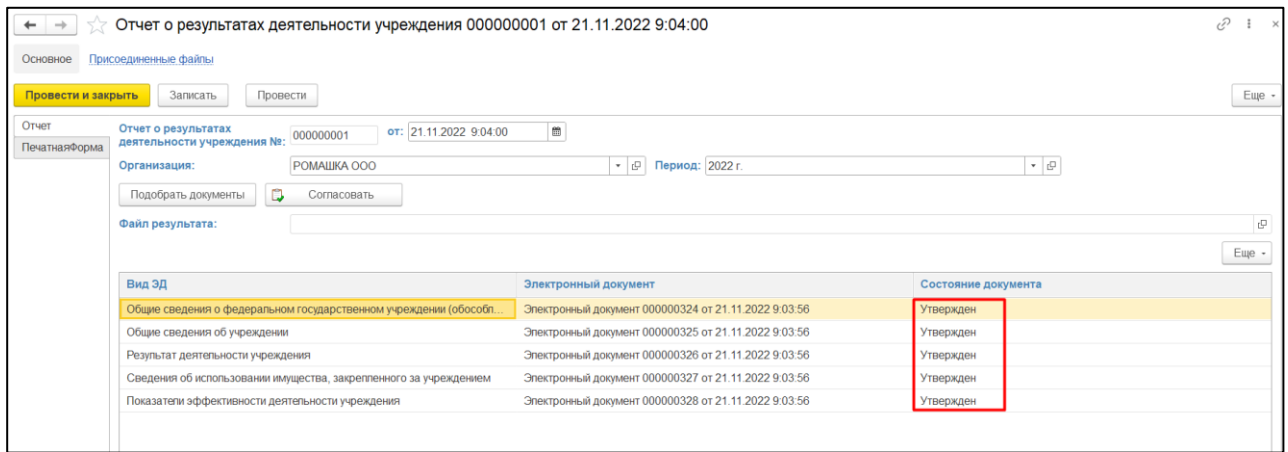 Отчет о результатах деятельности учреждения 000000001 от 21.11.2022 9:04:00
Основное Присоединенные файлы
Провести и закрыть Записать Провести Еще
Отчет
ПечатнаяФорма
Отчет о результатах
деятельности учреждения №: 000000001 от: 21.11.2022 9:04:00
Организация: РОМАШКА ООО Период: 2022 г.
Подобрать документы Согласовать
Файл результата:
Еще
Вид ЭД Электронный документ Состояние документа
Общие сведения о федеральном государственном учреждении (обособл... Электронный документ 000000324 от 21.11.2022 9:03:56 Утвержден
Общие сведения об учреждении Электронный документ 000000325 от 21.11.2022 9:03:56 Утвержден
Результат деятельности учреждения Электронный документ 000000326 от 21.11.2022 9:03:56 Утвержден
Сведения об использовании имущества, закрепленного за учреждением Электронный документ 000000327 от 21.11.2022 9:03:56 Утвержден
Показатели эффективности деятельности учреждения Электронный документ 000000328 от 21.11.2022 9:03:56 Утвержден